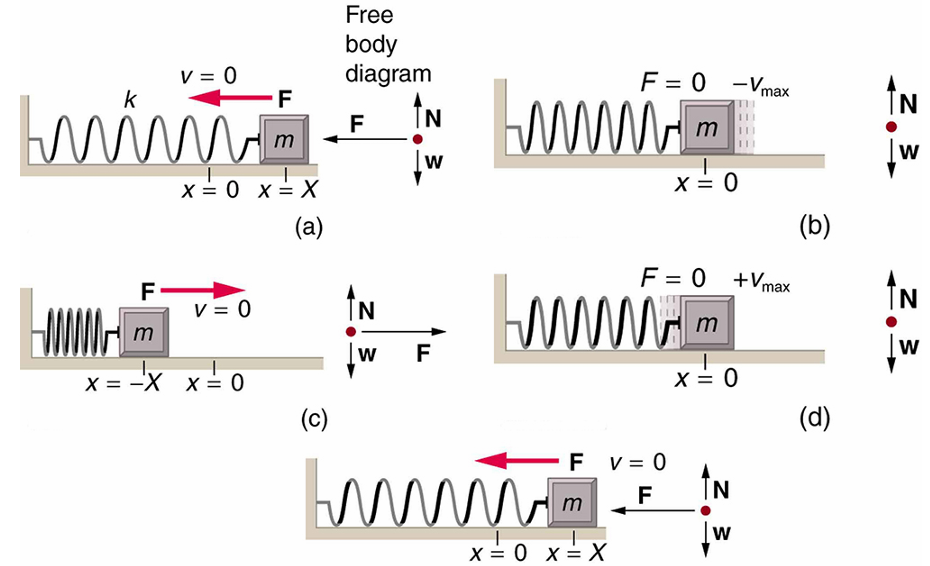 Free
body
diagram
v = 0
F
k
m
F
N
w
x = 0 x = X
(a)
F = 0 −vmax
m
N
w
x = 0
(b)
F
v = 0
m
N
w
F
x = −X x = 0
(c)
F = 0 +vmax
m
N
w
x = 0
(d)
F v = 0
m
F
N
w
x = 0 x = X